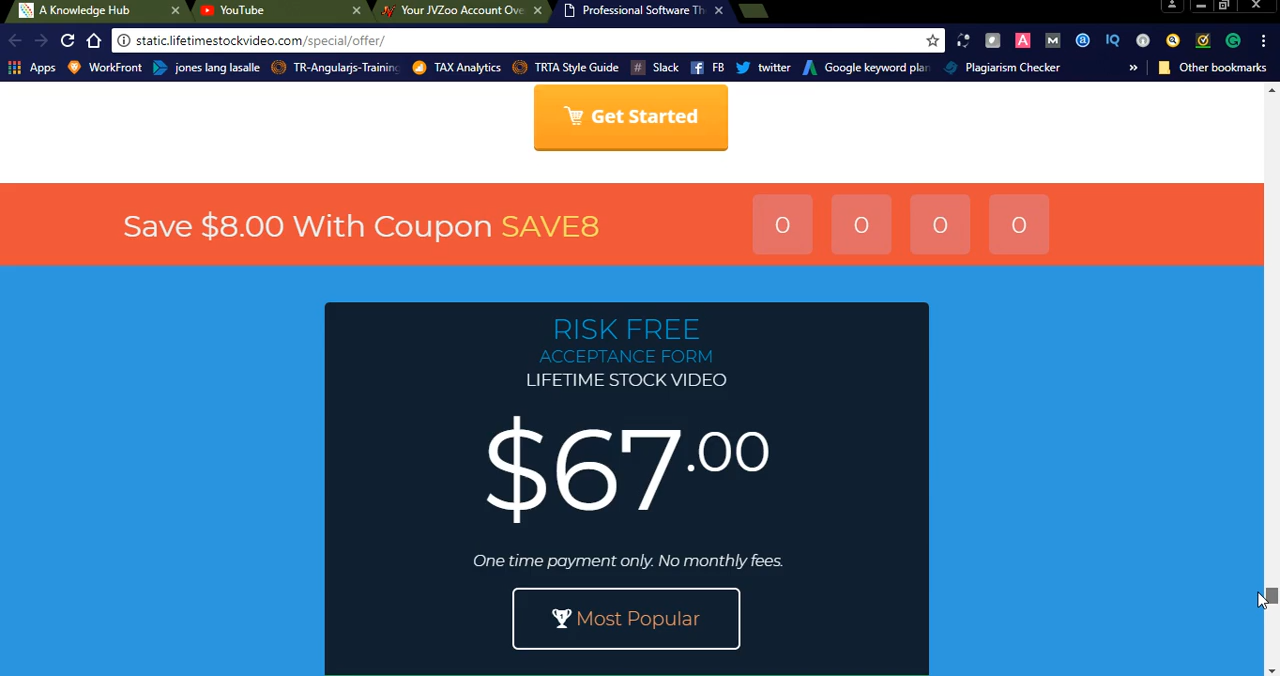 A Knowledge Hub
YouTube
Your JVZoo Account Ove
Professional Software Th
static.lifetimestockvideo.com/special/offer/
Apps
WorkFront
jones lang lasalle
TR-Angularjs-Training
TAX Analytics
TRTA Style Guide
Slack
FB
twitter
Google keyword plan
Plagiarism Checker
»
Other bookmarks
Get Started
Save $8.00 With Coupon SAVE8
0 0 0 0
RISK FREE
ACCEPTANCE FORM
LIFETIME STOCK VIDEO
$67.00
One time payment only. No monthly fees.
Most Popular